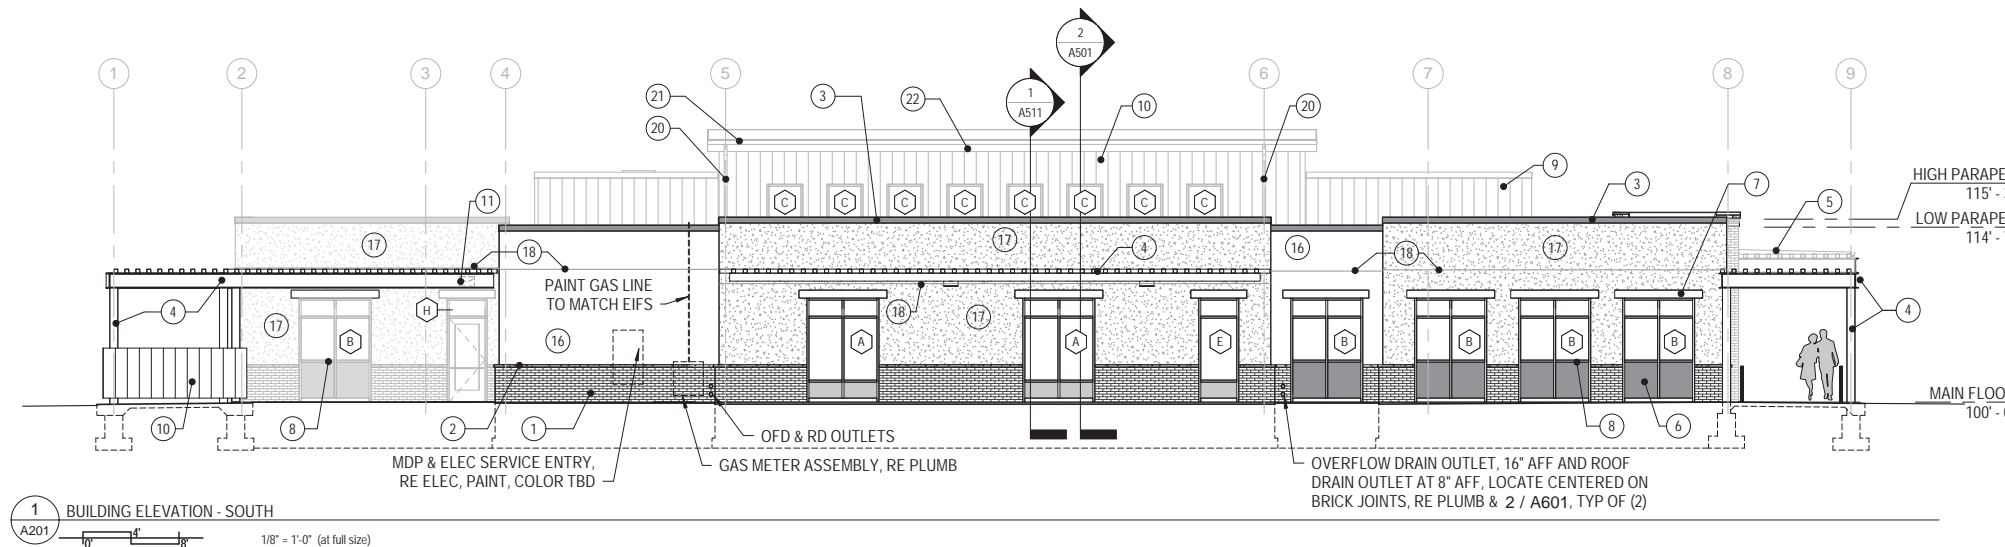 2
A501
1 2 3 4 5 6 7 8 9
1
A511
21 3 22 10 20
20
9
3 7 HIGH PARAPE
115' -
11 5
LOW PARAPE
114' -
C C C C C C C C
17 18 17 4 16 18 17
PAINT GAS LINE
TO MATCH EIFS
4 17 H 18 17 4
B 16 A A E B B B B
10 8 2 1 8 6
MAIN FLOO
100' -
OFD & RD OUTLETS
MDP & ELEC SERVICE ENTRY,
RE ELEC, PAINT, COLOR TBD
GAS METER ASSEMBLY, RE PLUMB
OVERFLOW DRAIN OUTLET, 16" AFF AND ROOF
DRAIN OUTLET AT 8" AFF, LOCATE CENTERED ON
BRICK JOINTS, RE PLUMB & 2 / A601, TYP OF (2)
1
A201
BUILDING ELEVATION - SOUTH
0' 4' 8'
1/8" = 1'-0" (at full size)